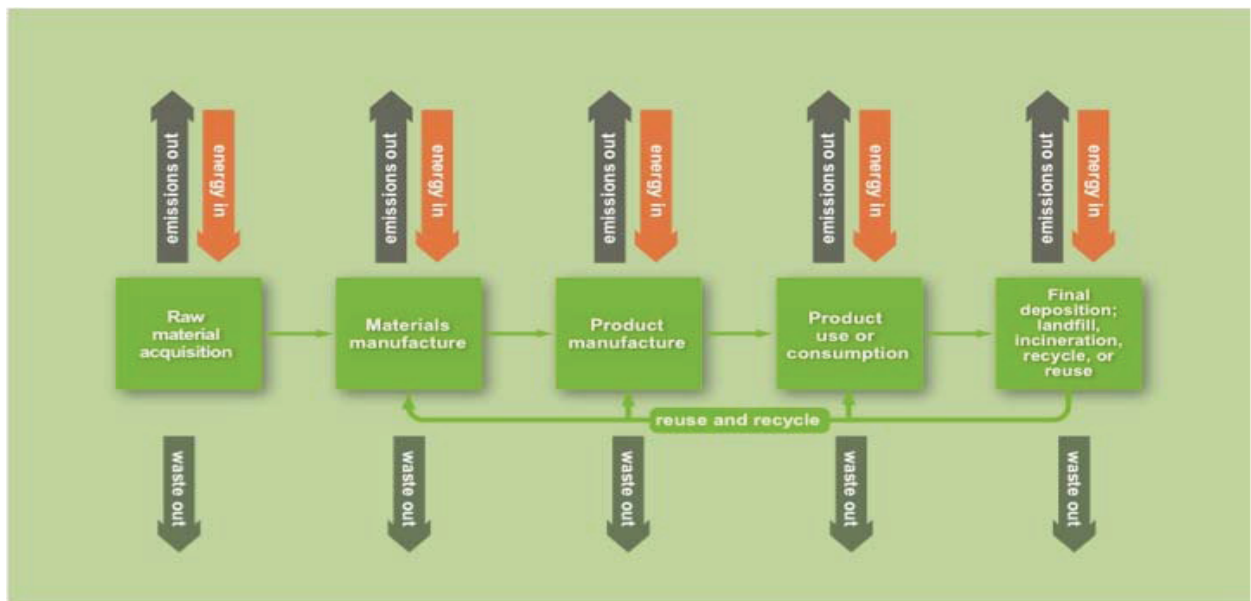 emissions out
energy in
emissions out
energy in
emissions out
energy in
emissions out
energy in
emissions out
energy in
Raw
material
acquisition
Materials
manufacture
Product
manufacture
Product
use or
consumption
Final
deposition;
landfill,
incineration,
recycle, or
reuse
reuse and recycle
waste out
waste out
waste out
waste out
waste out